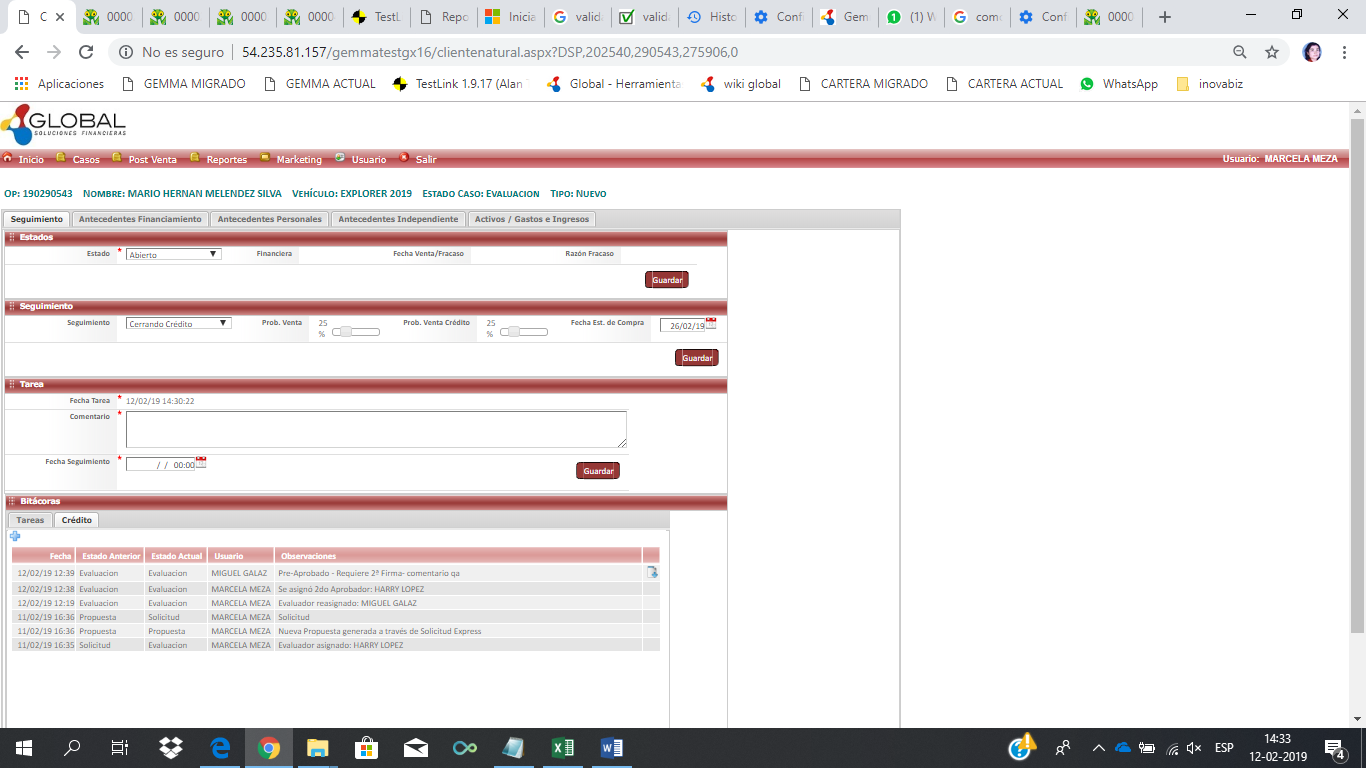 C
0000
0000
0000
0000
TestL
Repo
Inicia
valid
valid
Histo
Conf
Gem
(1) W
com
Conf
0000
No es seguro | 54.235.81.157/gemmatestgx16/clientenatural.aspx?DSP,202540,290543,275906,0
Aplicaciones GEMMA MIGRADO GEMMA ACTUAL TestLink 1.9.17 (Alan Global - Herramienta wiki global CARTERA MIGRADO CARTERA ACTUAL WhatsApp inovabiz
GLOBAL
SOLUCIONES FINANCIERAS
Inicio Casos Post Venta Reportes Marketing Usuario Salir Usuario: MARCELA MEZA
Op: 190290543 Nombre: MARIO HERNAN MELENDEZ SILVA Vehículo: EXPLORER 2019 Estado Caso: Evaluacion Tipo: Nuevo
Seguimiento Antecedentes Financiamiento Antecedentes Personales Antecedentes Independiente Activos / Gastos e Ingresos
Estados
Estado * Abierto Financiera Fecha Venta/Fracaso Razón Fracaso
Guardar
Seguimiento
Seguimiento Cerrando Crédito Prob. Venta 25 % Prob. Venta Crédito 25 % Fecha Est. de Compra 26/02/19
Guardar
Tarea
Fecha Tarea * 12/02/19 14:30:22
Comentario *
Fecha Seguimiento * / / 00:00
Guardar
Bitácoras
Tareas Crédito
Fecha Estado Anterior Estado Actual Usuario Observaciones
12/02/19 12:39 Evaluacion Evaluacion MIGUEL GALAZ Pre-Aprobado - Requiere 2ª Firma- comentario qa
12/02/19 12:38 Evaluacion Evaluacion MARCELA MEZA Se asignó 2do Aprobador: HARRY LOPEZ
12/02/19 12:19 Evaluacion Evaluacion MARCELA MEZA Evaluador reasignado: MIGUEL GALAZ
11/02/19 16:36 Propuesta Solicitud MARCELA MEZA Solicitud
11/02/19 16:36 Propuesta Propuesta MARCELA MEZA Nueva Propuesta generada a través de Solicitud Express
11/02/19 16:35 Solicitud Evaluacion MARCELA MEZA Evaluador asignado: HARRY LOPEZ
ESP
14:33
12-02-2019
4